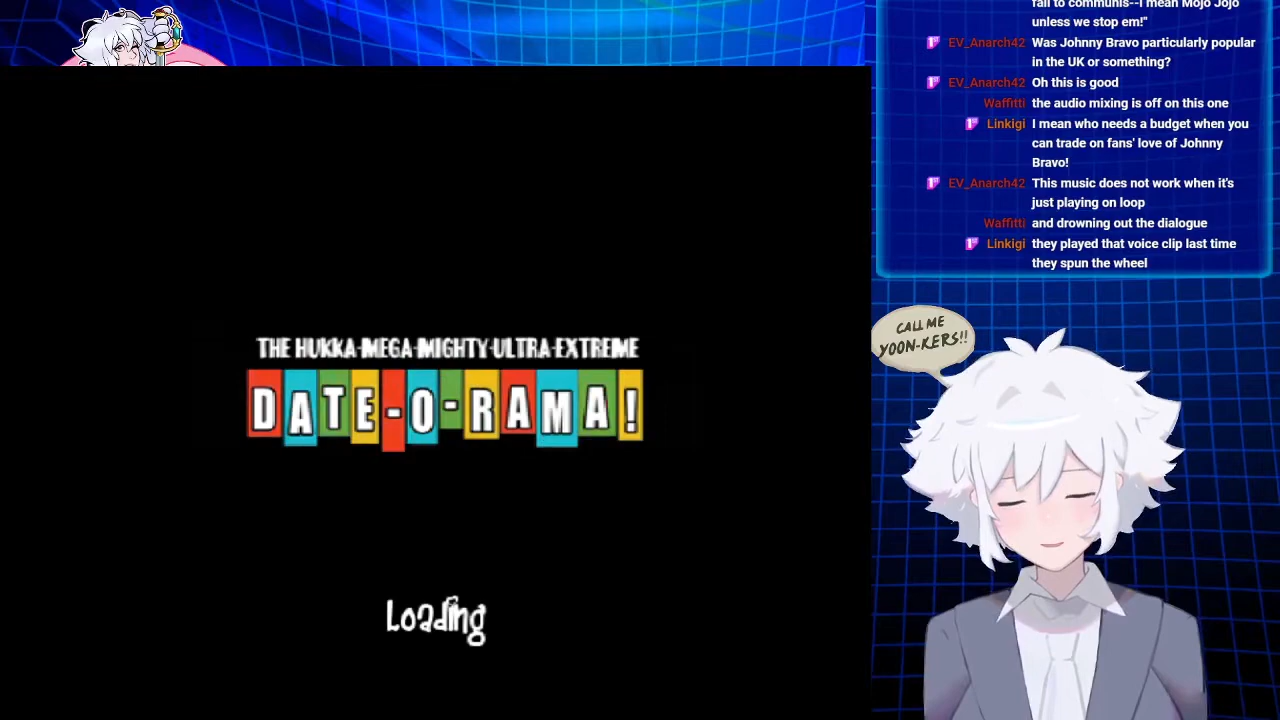 THE HUKKA-MEGA-MIGHTY-ULTRA-EXTREME
DATE-O-RAMA!
Loading
fall to communis--I mean Mojo Jojo
unless we stop em!"
EV_Anarch42 Was Johnny Bravo particularly popular
in the UK or something?
EV_Anarch42 Oh this is good
Waffitti the audio mixing is off on this one
Linkigi I mean who needs a budget when you
can trade on fans' love of Johnny
Bravo!
EV_Anarch42 This music does not work when it's
just playing on loop
Waffitti and drowning out the dialogue
Linkigi they played that voice clip last time
they spun the wheel
CALL ME
YOON-KERS!!